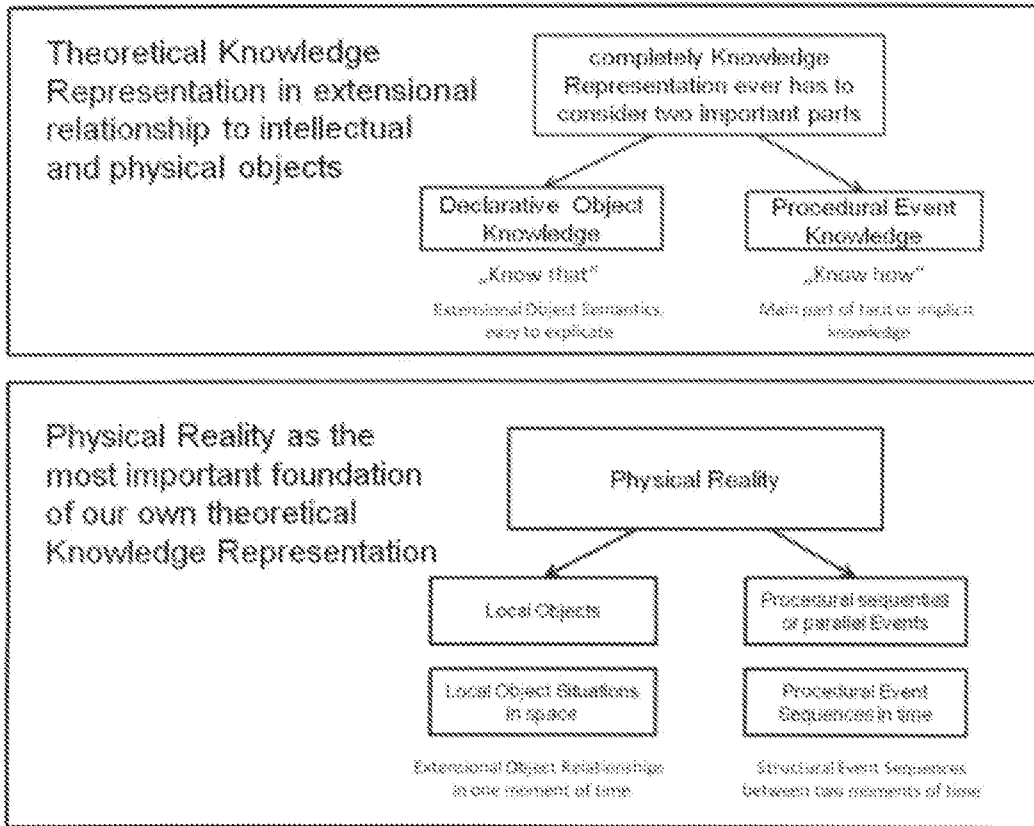 Theoretical Knowledge
Representation in extensional
relationship to intellectual
and physical objects
completely Knowledge
Representation ever has to
consider two important parts
Declarative Object
Knowledge
Procedural Event
Knowledge
„Know that“
„Know how“
Extensional Object Semantics,
easy to explicate
Main part of tacit or implicit
knowledge
Physical Reality as the
most important foundation
of our own theoretical
Knowledge Representation
Physical Reality
Local Objects
Procedural sequential
or parallel Events
Local Object Situations
in space
Procedural Event
Sequences in time
Extensional Object Relationships
in one moment of time
Structural Event Sequences
between two moments of time